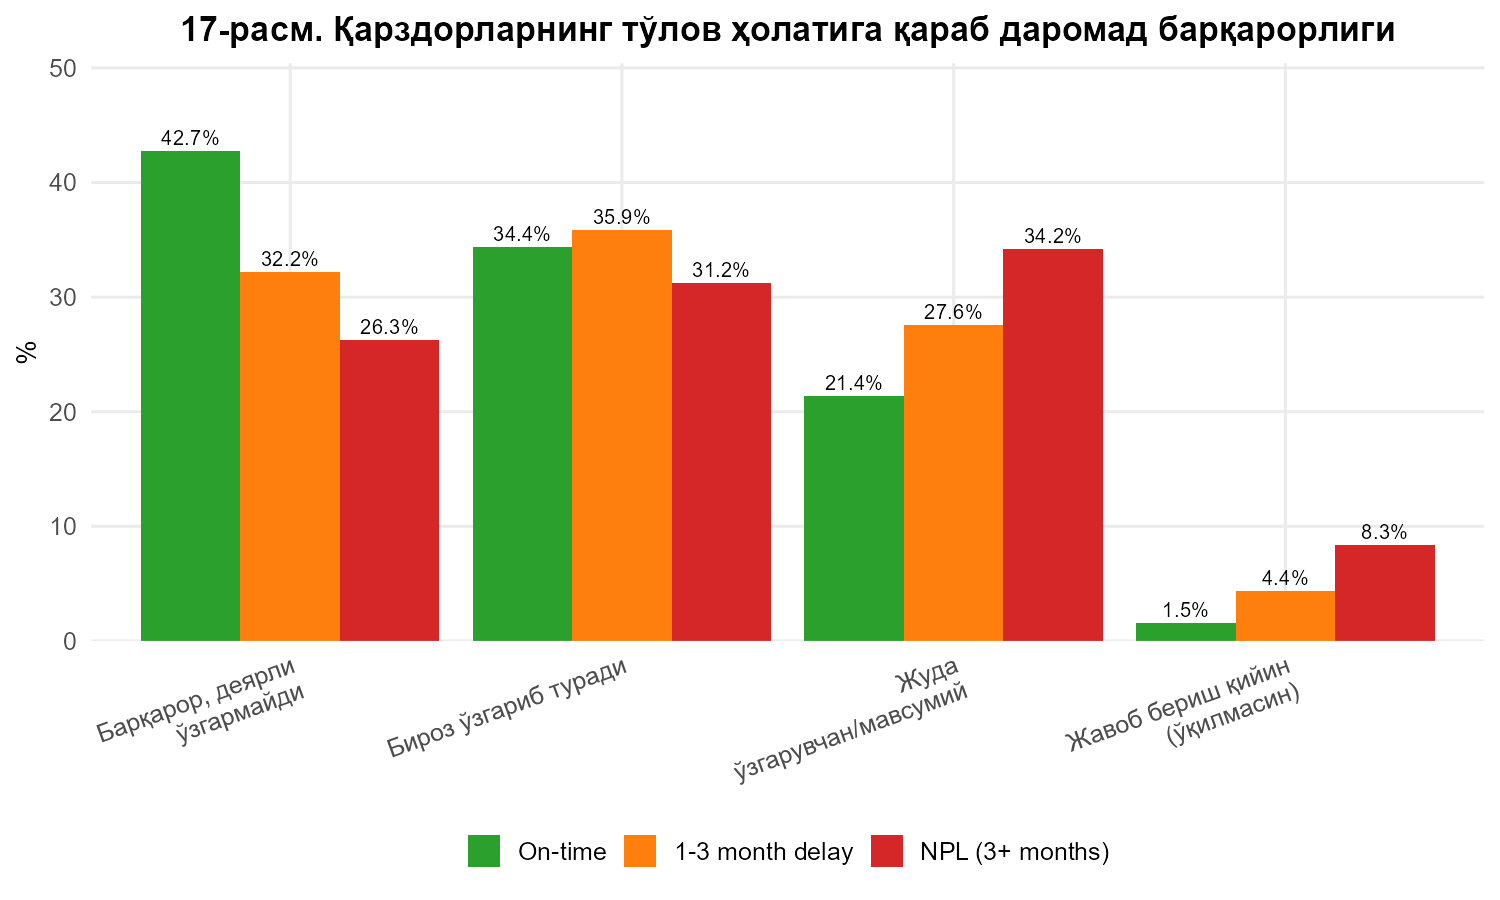 17-расм. Қарздорларнинг тўлов ҳолатига қараб даромад барқарорлиги
50
40
30
20
10
0
%
42.7%
32.2%
26.3%
34.4%
35.9%
31.2%
21.4%
27.6%
34.2%
1.5%
4.4%
8.3%
Барқарор, деярли
ўзгармайди
Бироз ўзгариб туради
Жуда
ўзгарувчан/мавсумий
Жавоб бериш қийин
(ўқилмасин)
On-time
1-3 month delay
NPL (3+ months)